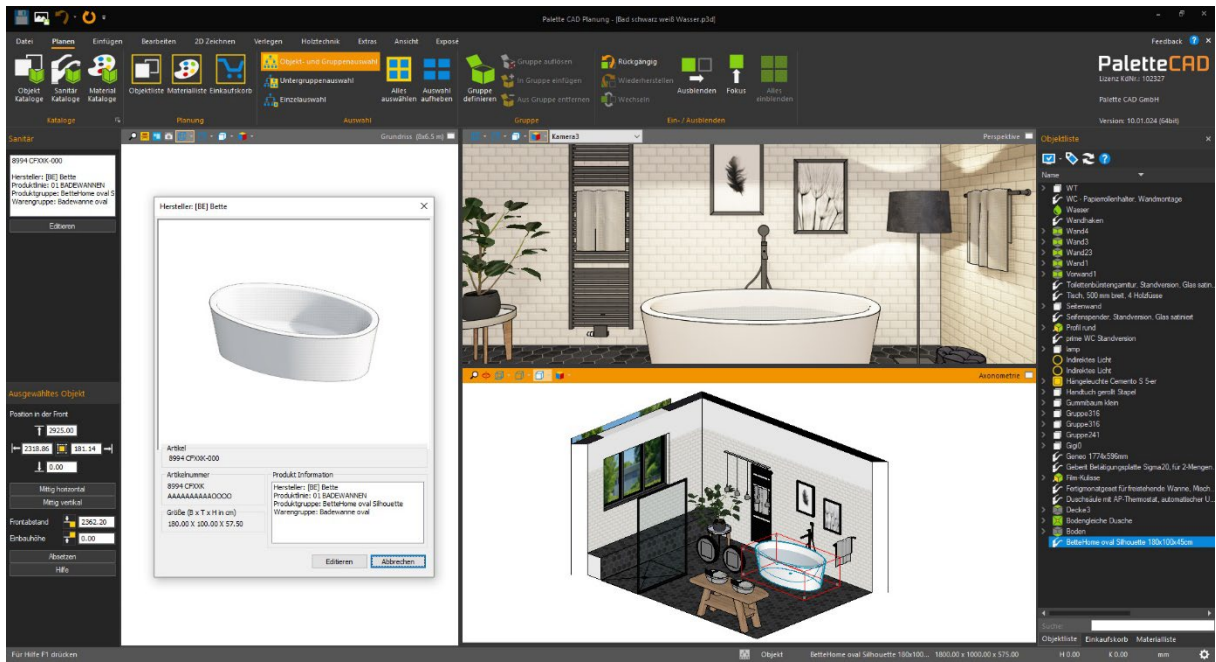 Palette CAD Planung - [Bad schwarz weiß Wasser.p3d]
Datei Planen Einfügen Bearbeiten 2D Zeichnen Verlegen Holztechnik Extras Ansicht Exposé
Feedback
Objekt Kataloge
Sanitär Kataloge
Material Kataloge
Kataloge
Objektliste Materialliste Einkaufskorb
Planung
Objekt- und Gruppenauswahl
Untergruppenauswahl
Einzelauswahl
Alles auswählen
Auswahl aufheben
Auswahl
Gruppe definieren
Gruppe auflösen
In Gruppe einfügen
Aus Gruppe entfernen
Gruppe
Rückgängig
Wiederherstellen
Wechseln
Ausblenden Fokus
Alles einblenden
Ein- / Ausblenden
PaletteCAD
Lizenz KdNr.: 102327
Palette CAD GmbH
Version: 10.01.024 (64bit)
Sanitär
8994 CFXXK-000
Hersteller: [BE] Bette
Produktlinie: 01 BADEWANNEN
Produktgruppe: BetteHome oval S
Warengruppe: Badewanne oval
Editieren
Ausgewähltes Objekt
Position in der Front
2925.00
2318.86 181.14
0.00
Mittig horizontal
Mittig vertikal
Frontabstand 2362.20
Einbauhöhe 0.00
Absetzen
Hilfe
Grundriss (8x6.5 m)
Hersteller: [BE] Bette
Artikel
8994 CFXXK-000
Artikelnummer
8994 CFXXK
AAAAAAAAAAOOOO
Größe (B x T x H in cm)
180.00 X 100.00 X 57.50
Produkt Information
Hersteller: [BE] Bette
Produktlinie: 01 BADEWANNEN
Produktgruppe: BetteHome oval Silhouette
Warengruppe: Badewanne oval
Editieren Abbrechen
Kamera3
Perspektive
Axonometrie
Objektliste
Name
WT
WC - Papierrollenhalter, Wandmontage
Wasser
Wandhaken
Wand4
Wand3
Wand23
Wand1
Vorwand1
Toilettenbürstengarnitur, Standversion, Glas satin...
Tisch, 500 mm breit, 4 Holzfüsse
Seitenwand
Seifenspender, Standversion, Glas satiniert
Profil rund
prime WC Standversion
lamp
Indirektes Licht
Indirektes Licht
Hängeleuchte Cemento S 5-er
Handtuch gerollt Stapel
Gummibaum klein
Gruppe316
Gruppe316
Gruppe241
Geneo 1774x596mm
Geberit Betätigungsplatte Sigma20, für 2-Mengen
Film-Kulisse
Fertigmontageset für freistehende Wanne, Mech
Duschsäule mit AP-Thermostat, automatischer U...
Decke3
Bodengleiche Dusche
Boden
BetteHome oval Silhouette 180x100x45cm
Suche:
Objektliste Einkaufskorb Materialliste
Für Hilfe F1 drücken
Objekt BetteHome oval Silhouette 180x100... 1800.00 x 1000.00 x 575.00 H 0.00 K 0.00 mm